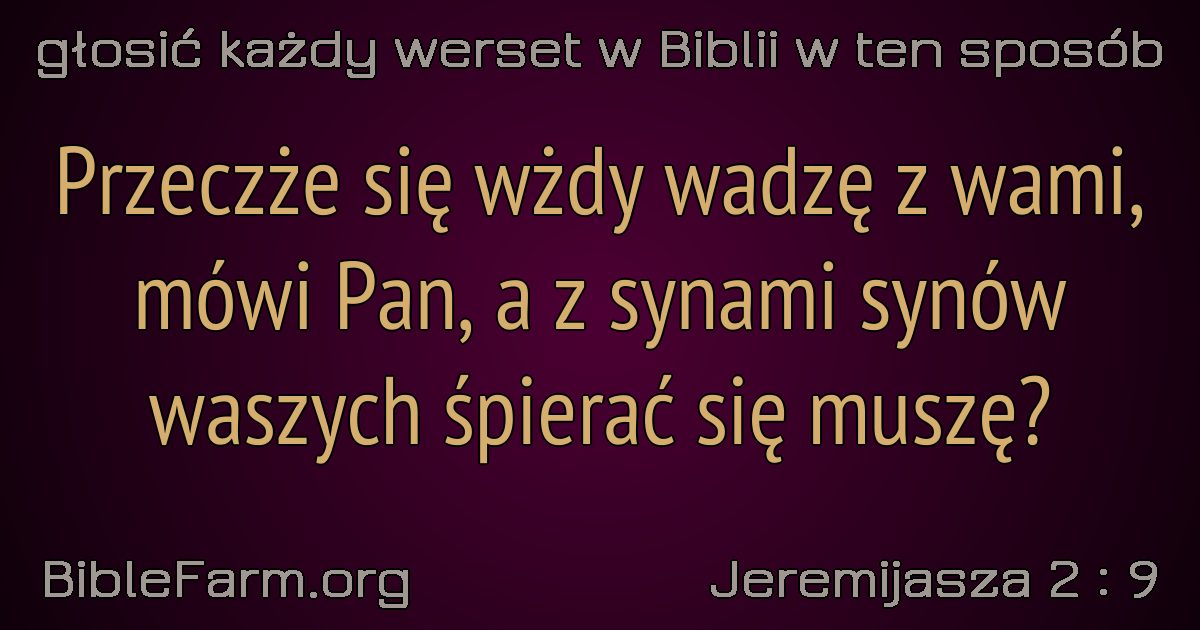 głosić każdy werset w Biblii w ten sposób
Przeczże się wżdy wadzę z wami,
mówi Pan, a z synami synów
waszych śpierać się muszę?
BibleFarm.org
Jeremijasza 2 : 9